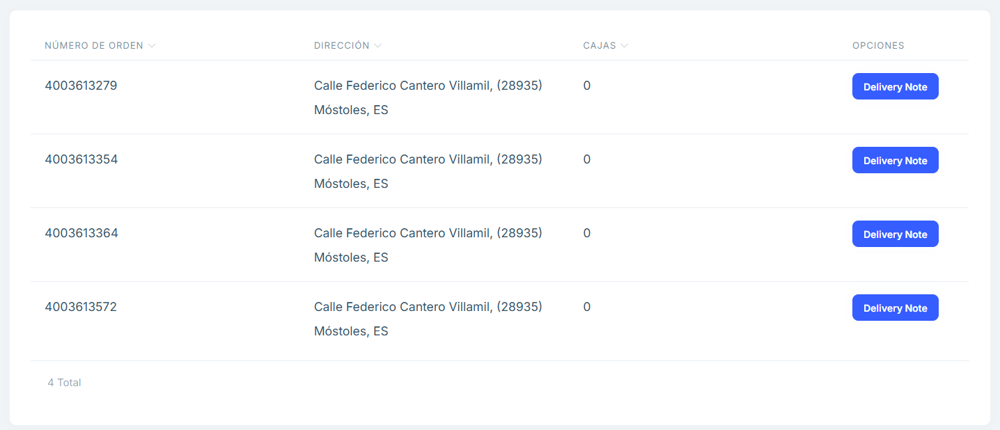 NÚMERO DE ORDEN DIRECCIÓN CAJAS OPCIONES
4003613279 Calle Federico Cantero Villamil, (28935) 0 Delivery Note
Móstoles, ES
4003613354 Calle Federico Cantero Villamil, (28935) 0 Delivery Note
Móstoles, ES
4003613364 Calle Federico Cantero Villamil, (28935) 0 Delivery Note
Móstoles, ES
4003613572 Calle Federico Cantero Villamil, (28935) 0 Delivery Note
Móstoles, ES
4 Total